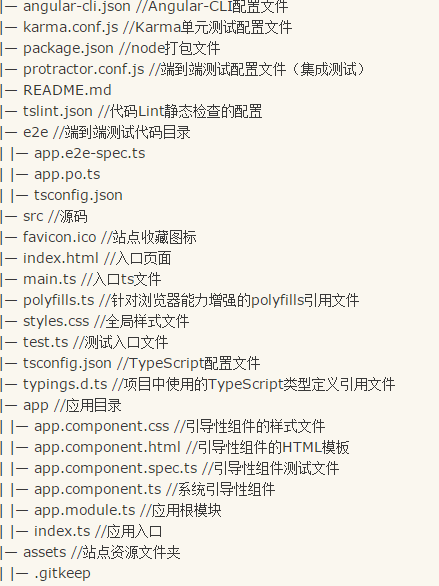 |— angular-cli.json //Angular-CLI配置文件
|— karma.conf.js //Karma单元测试配置文件
|— package.json //node打包文件
|— protractor.conf.js //端到端测试配置文件（集成测试）
|— README.md
|— tslint.json //代码Lint静态检查的配置
|— e2e //端到端测试代码目录
| |— app.e2e-spec.ts
| |— app.po.ts
| |— tsconfig.json
|— src //源码
|— favicon.ico //站点收藏图标
|— index.html //入口页面
|— main.ts //入口ts文件
|— polyfills.ts //针对浏览器能力增强的polyfills引用文件
|— styles.css //全局样式文件
|— test.ts //测试入口文件
|— tsconfig.json //TypeScript配置文件
|— typings.d.ts //项目中使用的TypeScript类型定义引用文件
|— app //应用目录
| |— app.component.css //引导性组件的样式文件
| |— app.component.html //引导性组件的HTML模板
| |— app.component.spec.ts //引导性组件测试文件
| |— app.component.ts //系统引导性组件
| |— app.module.ts //应用根模块
| |— index.ts //应用入口
|— assets //站点资源文件夹
| |— .gitkeep